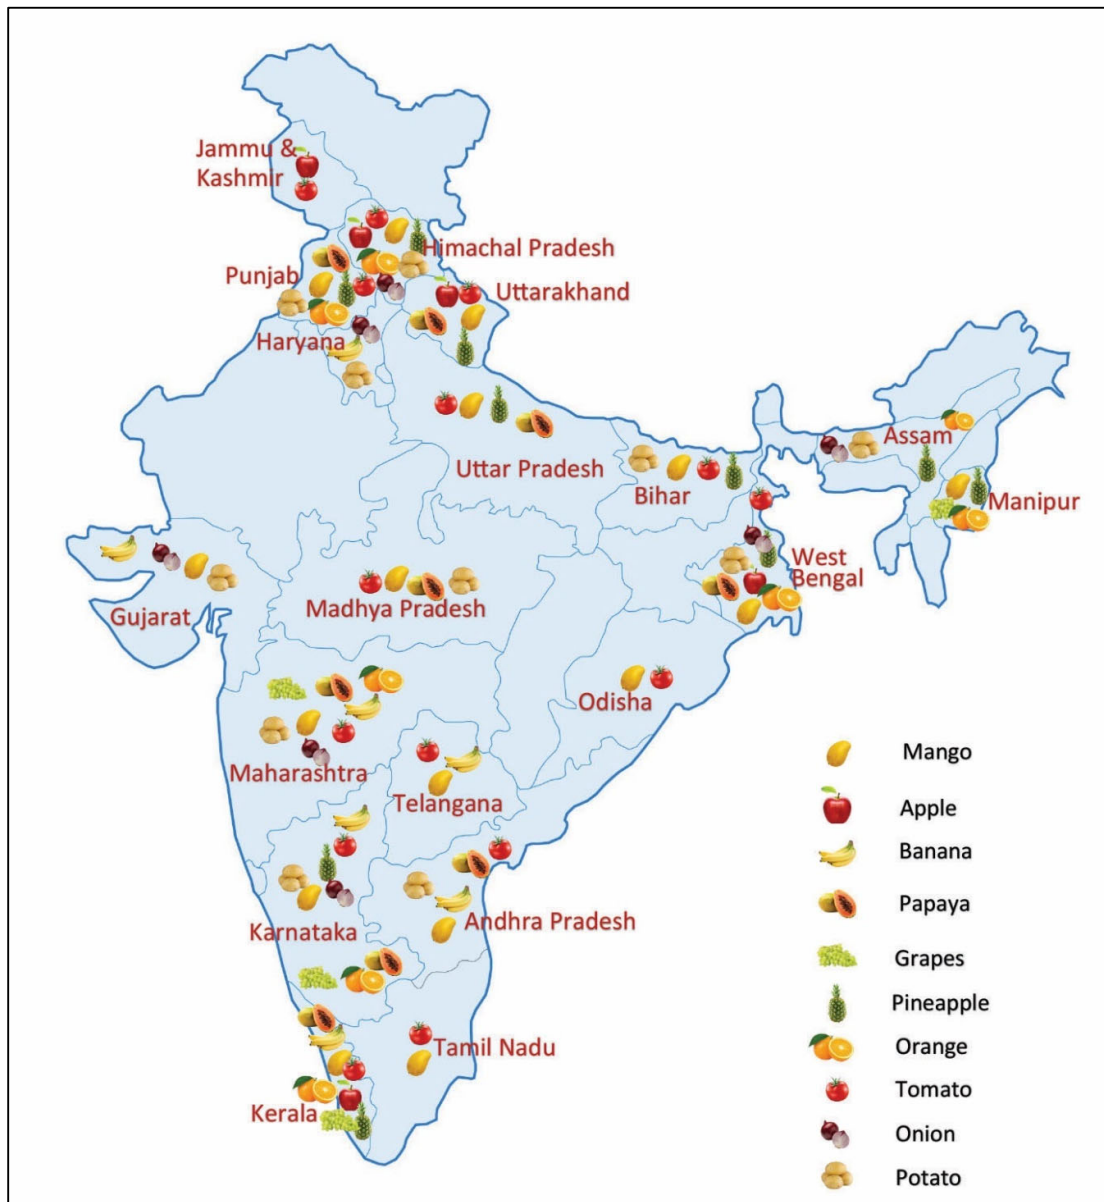 Jammu &
Kashmir
Himachal Pradesh
Punjab
Uttarakhand
Haryana
Uttar Pradesh
Bihar
Assam
Manipur
West
Bengal
Gujarat
Madhya Pradesh
Odisha
Maharashtra
Telangana
Karnataka
Andhra Pradesh
Tamil Nadu
Kerala
Mango
Apple
Banana
Papaya
Grapes
Pineapple
Orange
Tomato
Onion
Potato